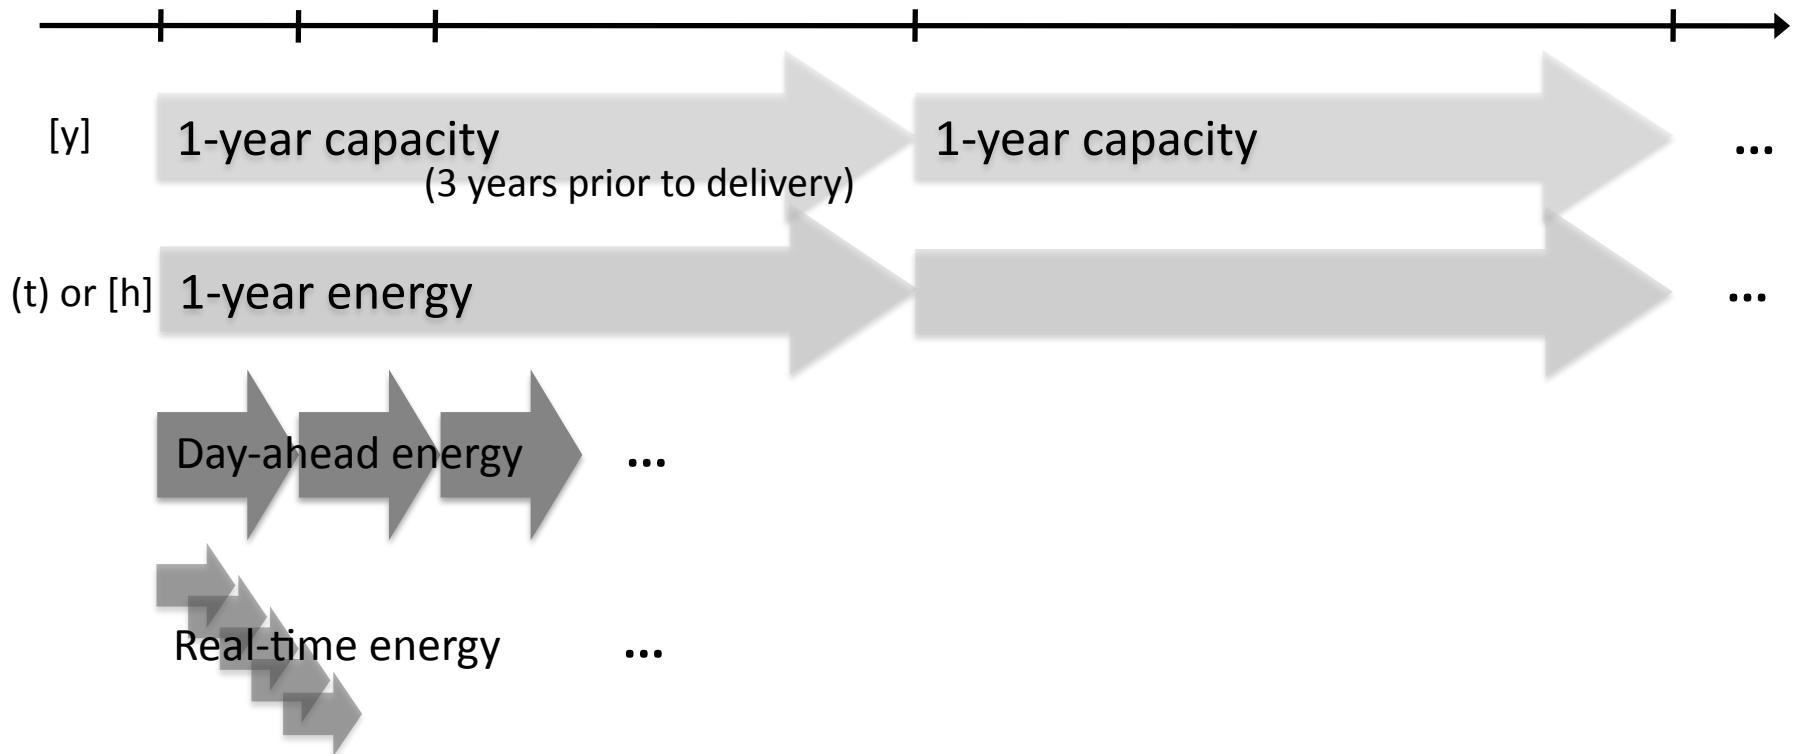 [y]
1-year capacity
1-year capacity
...
(3 years prior to delivery)
(t) or [h]
1-year energy
...
Day-ahead energy
...
Real-time energy
...